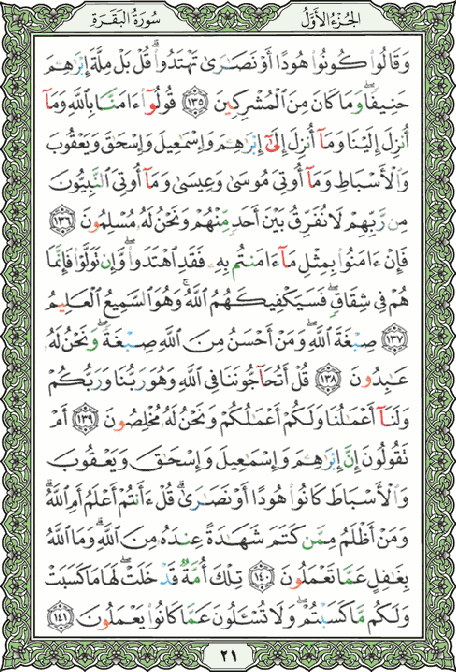 الجُزْءُ الأَوَّلُ
سُورَةُ البَقَرَةِ
وَقَالُوا۟ كُونُوا۟ هُودًا أَوْ نَصَٰرَىٰ تَهْتَدُوا۟ ۗ قُلْ بَلْ مِلَّةَ إِبْرَٰهِـۧمَ
حَنِيفًا ۖ وَمَا كَانَ مِنَ ٱلْمُشْرِكِينَ ١٣٥ قُولُوٓا۟ ءَامَنَّا بِٱللَّهِ وَمَآ
أُنزِلَ إِلَيْنَا وَمَآ أُنزِلَ إِلَىٰٓ إِبْرَٰهِـۧمَ وَإِسْمَٰعِيلَ وَإِسْحَٰقَ وَيَعْقُوبَ
وَٱلْأَسْبَاطِ وَمَآ أُوتِىَ مُوسَىٰ وَعِيسَىٰ وَمَآ أُوتِىَ ٱلنَّبِيُّونَ
مِن رَّبِّهِمْ لَا نُفَرِّقُ بَيْنَ أَحَدٍ مِّنْهُمْ وَنَحْنُ لَهُۥ مُسْلِمُونَ ١٣٦
فَإِنْ ءَامَنُوا۟ بِمِثْلِ مَآ ءَامَنتُم بِهِۦ فَقَدِ ٱهْتَدَوا۟ ۖ وَّإِن تَوَلَّوْا۟ فَإِنَّمَا
هُمْ فِى شِقَاقٍ ۖ فَسَيَكْفِيكَهُمُ ٱللَّهُ ۚ وَهُوَ ٱلسَّمِيعُ ٱلْعَلِيمُ
١٣٧ صِبْغَةَ ٱللَّهِ ۖ وَمَنْ أَحْسَنُ مِنَ ٱللَّهِ صِبْغَةً ۖ وَنَحْنُ لَهُۥ
عَٰبِدُونَ ١٣٨ قُلْ أَتُحَآجُّونَنَا فِى ٱللَّهِ وَهُوَ رَبُّنَا وَرَبُّكُمْ
وَلَنَآ أَعْمَٰلُنَا وَلَكُمْ أَعْمَٰلُكُمْ وَنَحْنُ لَهُۥ مُخْلِصُونَ ١٣٩ أَمْ
تَقُولُونَ إِنَّ إِبْرَٰهِـۧمَ وَإِسْمَٰعِيلَ وَإِسْحَٰقَ وَيَعْقُوبَ
وَٱلْأَسْبَاطَ كَانُوا۟ هُودًا أَوْ نَصَٰرَىٰ ۗ قُلْ ءَأَنتُمْ أَعْلَمُ أَمِ ٱللَّهُ ۗ
وَمَنْ أَظْلَمُ مِمَّن كَتَمَ شَهَٰدَةً عِندَهُۥ مِنَ ٱللَّهِ ۗ وَمَا ٱللَّهُ
بِغَٰفِلٍ عَمَّا تَعْمَلُونَ ١٤٠ تِلْكَ أُمَّةٌ قَدْ خَلَتْ ۖ لَهَا مَا كَسَبَتْ
وَلَكُم مَّا كَسَبْتُمْ ۖ وَلَا تُسْـَٔلُونَ عَمَّا كَانُوا۟ يَعْمَلُونَ ١٤١
٢١